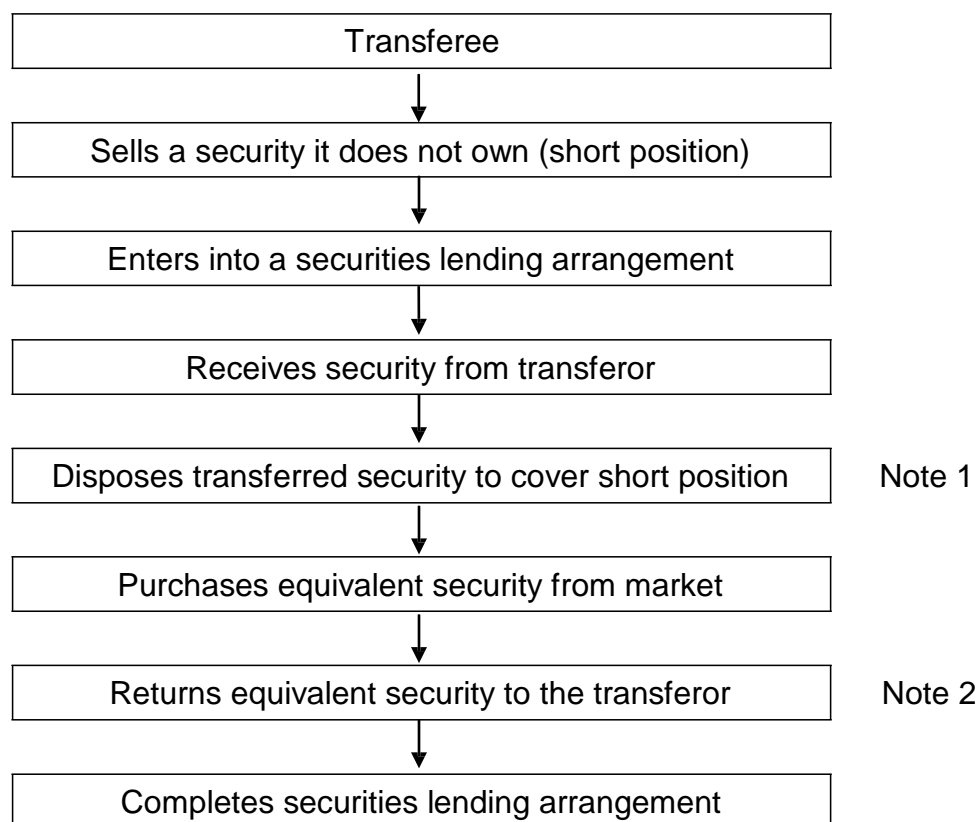 Transferee
Sells a security it does not own (short position)
Enters into a securities lending arrangement
Receives security from transferor
Disposes transferred security to cover short position Note 1
Purchases equivalent security from market
Returns equivalent security to the transferor Note 2
Completes securities lending arrangement